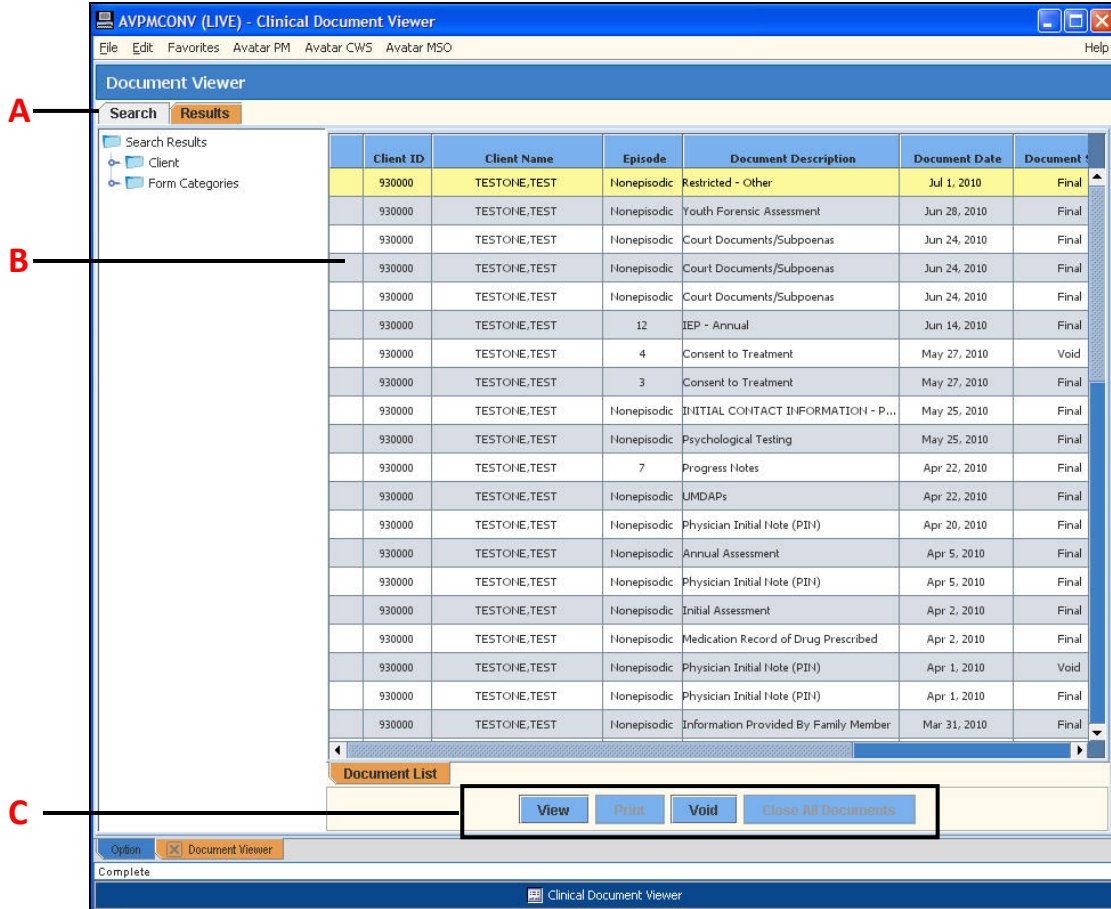 AVPMCONV (LIVE) - Clinical Document Viewer
File Edit Favorites Avatar PM Avatar CWS Avatar MSO Help
Document Viewer
A
Search Results
Search Results
Client
Form Categories
Client ID Client Name Episode Document Description Document Date Document S
930000 TESTONE,TEST Nonepisodic Restricted - Other Jul 1, 2010 Final
930000 TESTONE,TEST Nonepisodic Youth Forensic Assessment Jun 28, 2010 Final
930000 TESTONE,TEST Nonepisodic Court Documents/Subpoenas Jun 24, 2010 Final
B
930000 TESTONE,TEST Nonepisodic Court Documents/Subpoenas Jun 24, 2010 Final
930000 TESTONE,TEST Nonepisodic Court Documents/Subpoenas Jun 24, 2010 Final
930000 TESTONE,TEST 12 IEP - Annual Jun 14, 2010 Final
930000 TESTONE,TEST 4 Consent to Treatment May 27, 2010 Void
930000 TESTONE,TEST 3 Consent to Treatment May 27, 2010 Final
930000 TESTONE,TEST Nonepisodic INITIAL CONTACT INFORMATION - P... May 25, 2010 Final
930000 TESTONE,TEST Nonepisodic Psychological Testing May 25, 2010 Final
930000 TESTONE,TEST 7 Progress Notes Apr 22, 2010 Final
930000 TESTONE,TEST Nonepisodic UMDAPs Apr 22, 2010 Final
930000 TESTONE,TEST Nonepisodic Physician Initial Note (PIN) Apr 20, 2010 Final
930000 TESTONE,TEST Nonepisodic Annual Assessment Apr 5, 2010 Final
930000 TESTONE,TEST Nonepisodic Physician Initial Note (PIN) Apr 5, 2010 Final
930000 TESTONE,TEST Nonepisodic Initial Assessment Apr 2, 2010 Final
930000 TESTONE,TEST Nonepisodic Medication Record of Drug Prescribed Apr 2, 2010 Final
930000 TESTONE,TEST Nonepisodic Physician Initial Note (PIN) Apr 1, 2010 Void
930000 TESTONE,TEST Nonepisodic Physician Initial Note (PIN) Apr 1, 2010 Final
930000 TESTONE,TEST Nonepisodic Information Provided By Family Member Mar 31, 2010 Final
Document List
C
View Print Void Close All Documents
Option Document Viewer
Complete
Clinical Document Viewer